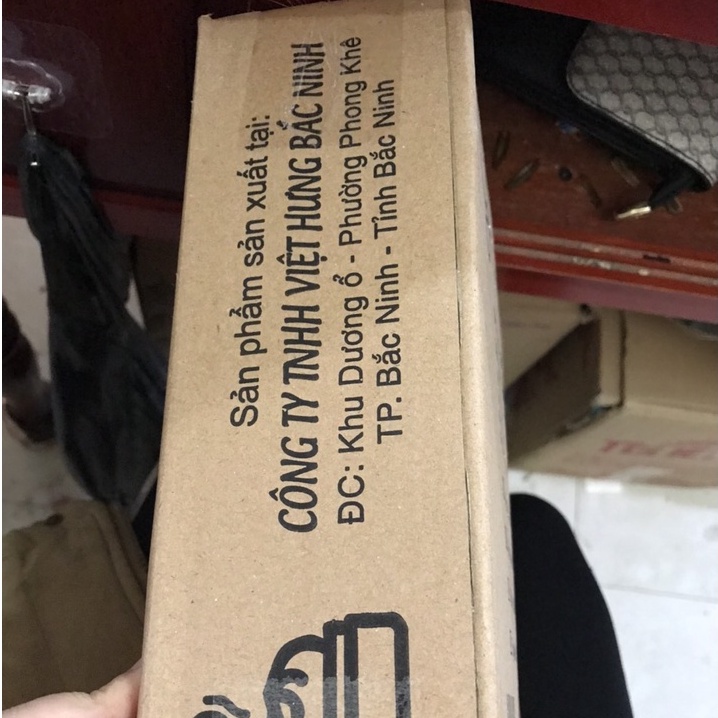 Sản phẩm sản xuất tại:
CÔNG TY TNHH VIỆT HƯNG BẮC NINH
ĐC: Khu Dương ổ - Phường Phong Khê
TP. Bắc Ninh - Tỉnh Bắc Ninh